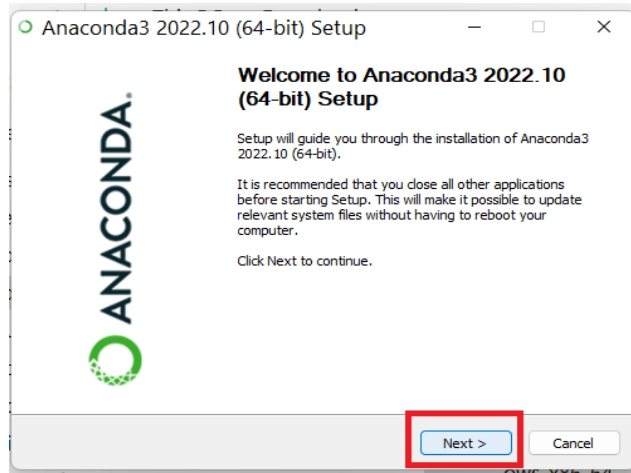 Anaconda3 2022.10 (64-bit) Setup
Welcome to Anaconda3 2022.10
(64-bit) Setup
Setup will guide you through the installation of Anaconda3
2022.10 (64-bit).
It is recommended that you close all other applications
before starting Setup. This will make it possible to update
relevant system files without having to reboot your
computer.
Click Next to continue.
ANACONDA.
Next >
Cancel